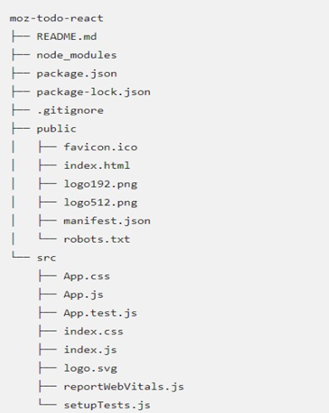 moz-todo-react
├── README.md
├── node_modules
├── package.json
├── package-lock.json
├── .gitignore
├── public
│   ├── favicon.ico
│   ├── index.html
│   ├── logo192.png
│   ├── logo512.png
│   ├── manifest.json
│   └── robots.txt
└── src
    ├── App.css
    ├── App.js
    ├── App.test.js
    ├── index.css
    ├── index.js
    ├── logo.svg
    ├── reportWebVitals.js
    └── setupTests.js